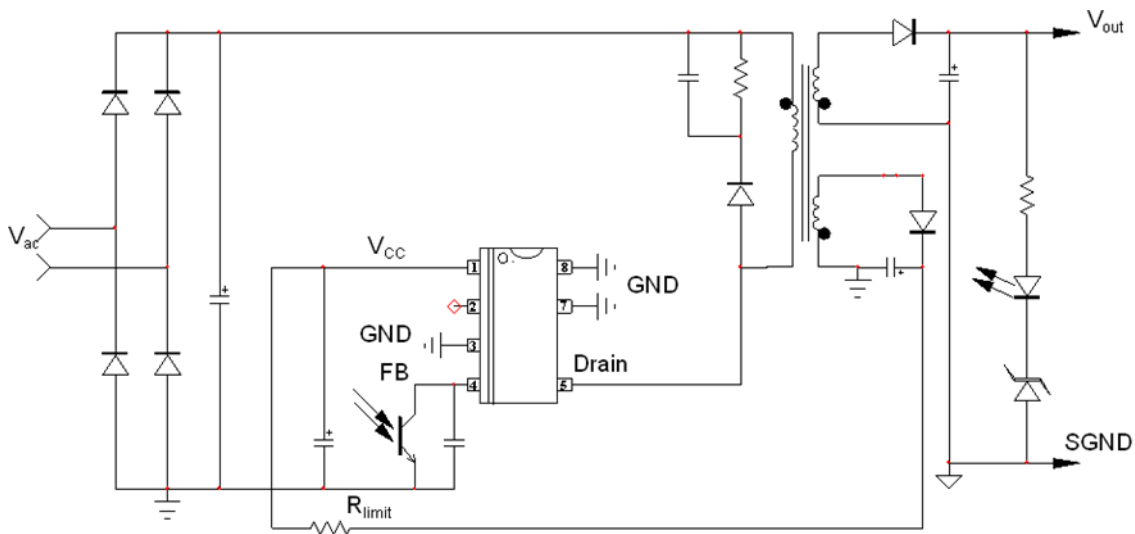 Vout
Vac
VCC
1
8
GND
2
7
GND
3
Drain
FB
4
5
SGND
Rlimit